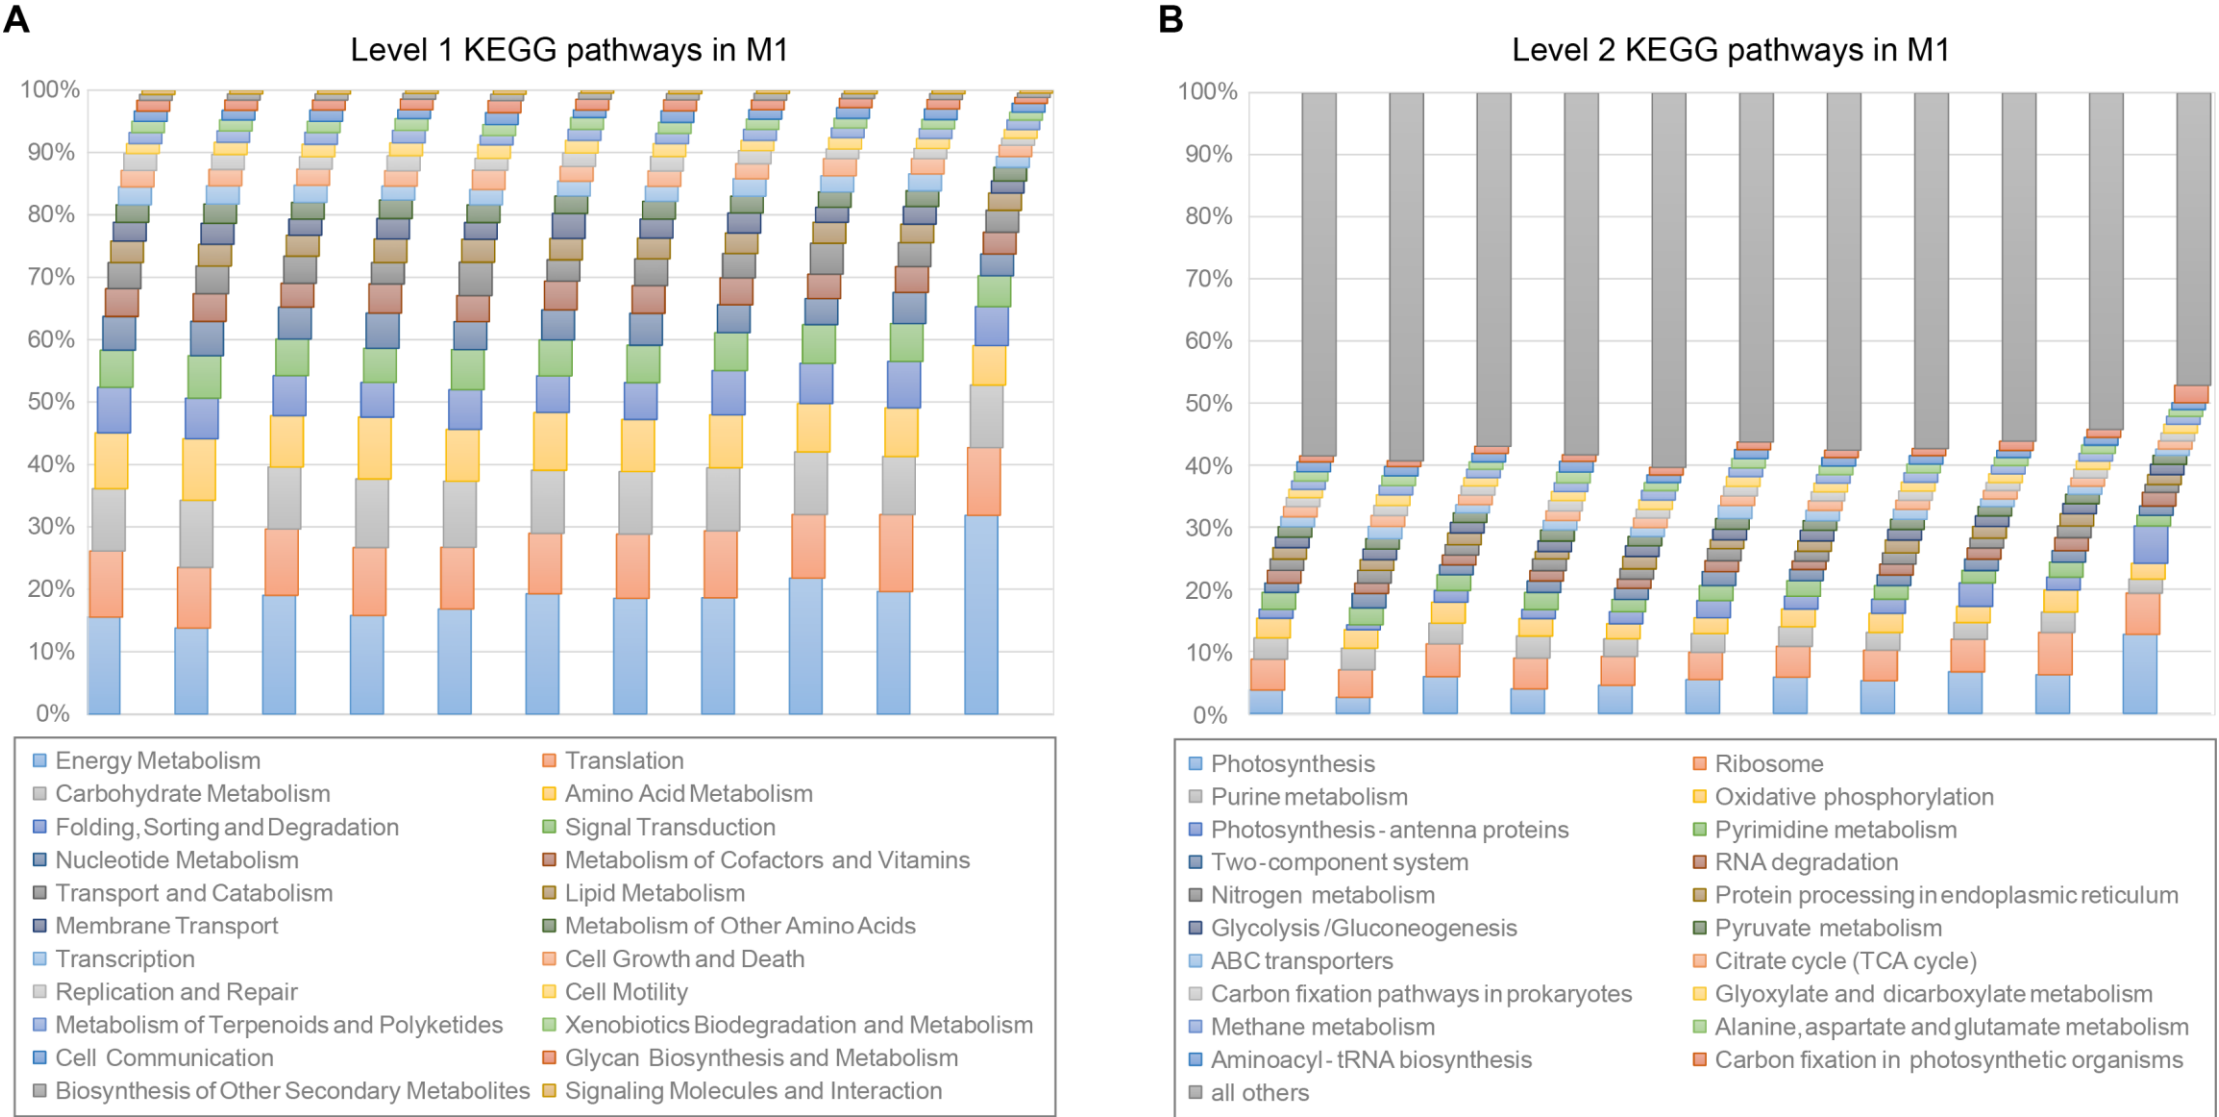 A
Level 1 KEGG pathways in M1
100%
90%
80%
70%
60%
50%
40%
30%
20%
10%
0%
Energy Metabolism
Translation
Carbohydrate Metabolism
Amino Acid Metabolism
Folding, Sorting and Degradation
Signal Transduction
Nucleotide Metabolism
Metabolism of Cofactors and Vitamins
Transport and Catabolism
Lipid Metabolism
Membrane Transport
Metabolism of Other Amino Acids
Transcription
Cell Growth and Death
Replication and Repair
Cell Motility
Metabolism of Terpenoids and Polyketides
Xenobiotics Biodegradation and Metabolism
Cell Communication
Glycan Biosynthesis and Metabolism
Biosynthesis of Other Secondary Metabolites
Signaling Molecules and Interaction
B
Level 2 KEGG pathways in M1
100%
90%
80%
70%
60%
50%
40%
30%
20%
10%
0%
Photosynthesis
Ribosome
Purine metabolism
Oxidative phosphorylation
Photosynthesis - antenna proteins
Pyrimidine metabolism
Two-component system
RNA degradation
Nitrogen metabolism
Protein processing in endoplasmic reticulum
Glycolysis / Gluconeogenesis
Pyruvate metabolism
ABC transporters
Citrate cycle (TCA cycle)
Carbon fixation pathways in prokaryotes
Glyoxylate and dicarboxylate metabolism
Methane metabolism
Alanine, aspartate and glutamate metabolism
Aminoacyl-tRNA biosynthesis
Carbon fixation in photosynthetic organisms
all others